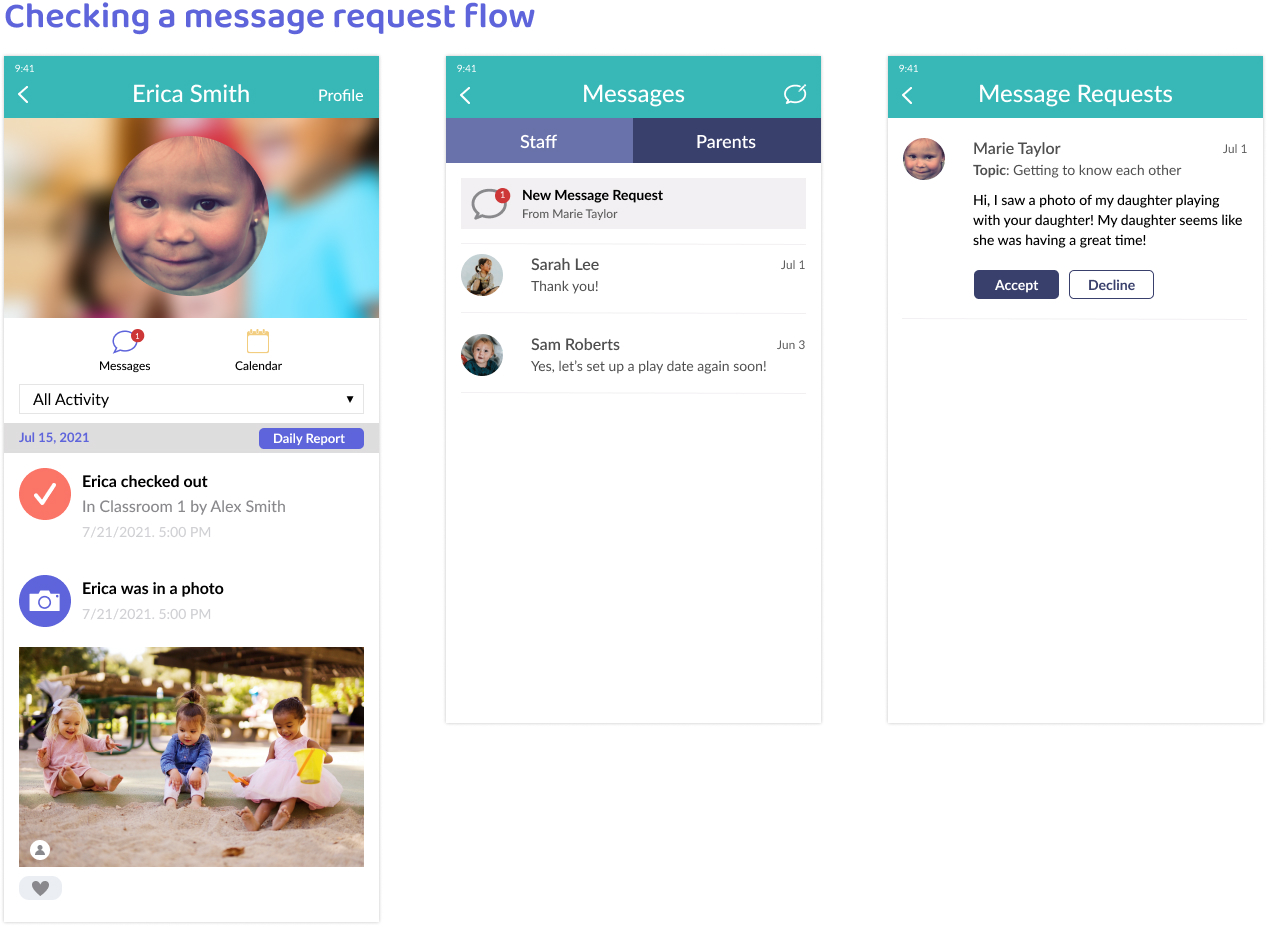 Checking a message request flow
9:41
Erica Smith
Profile
1
Messages
Calendar
All Activity
Jul 15, 2021
Daily Report
Erica checked out
In Classroom 1 by Alex Smith
7/21/2021. 5:00 PM
Erica was in a photo
7/21/2021. 5:00 PM
9:41
Messages
Staff
Parents
1
New Message Request
From Marie Taylor
Sarah Lee
Jul 1
Thank you!
Sam Roberts
Jun 3
Yes, let’s set up a play date again soon!
9:41
Message Requests
Marie Taylor
Jul 1
Topic: Getting to know each other
Hi, I saw a photo of my daughter playing
with your daughter! My daughter seems like
she was having a great time!
Accept
Decline